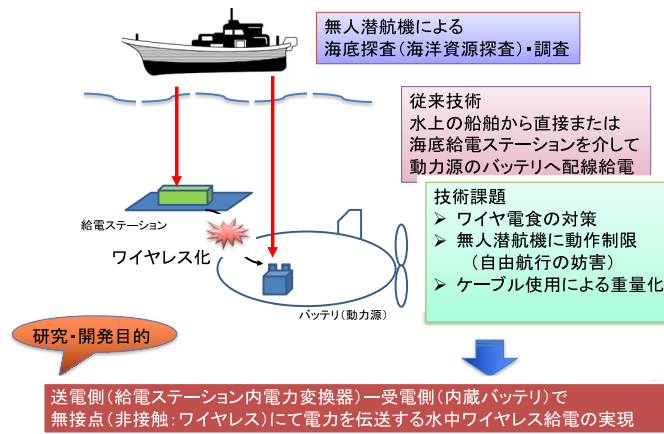 無人潜航機による
海底探査(海洋資源探査)・調査
従来技術
水上の船舶から直接または
海底給電ステーションを介して
動力源のバッテリへ配線給電
給電ステーション
ワイヤレス化
バッテリ(動力源)
技術課題
➢ ワイヤ電食の対策
➢ 無人潜航機に動作制限
(自由航行の妨害)
➢ ケーブル使用による重量化
研究・開発目的
送電側(給電ステーション内電力変換器)ー受電側(内蔵バッテリ)で
無接点(非接触:ワイヤレス)にて電力を伝送する水中ワイヤレス給電の実現